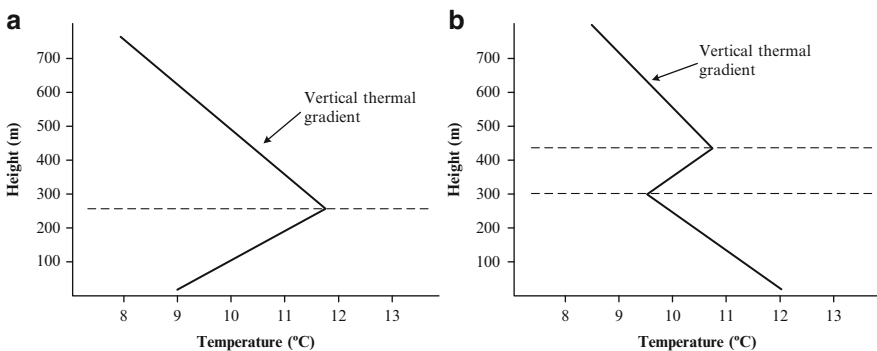 a
Vertical thermal
gradient
Height (m)
700
600
500
400
300
200
100
8 9 10 11 12 13
Temperature (ºC)
b
Vertical thermal
gradient
Height (m)
700
600
500
400
300
200
100
8 9 10 11 12 13
Temperature (ºC)